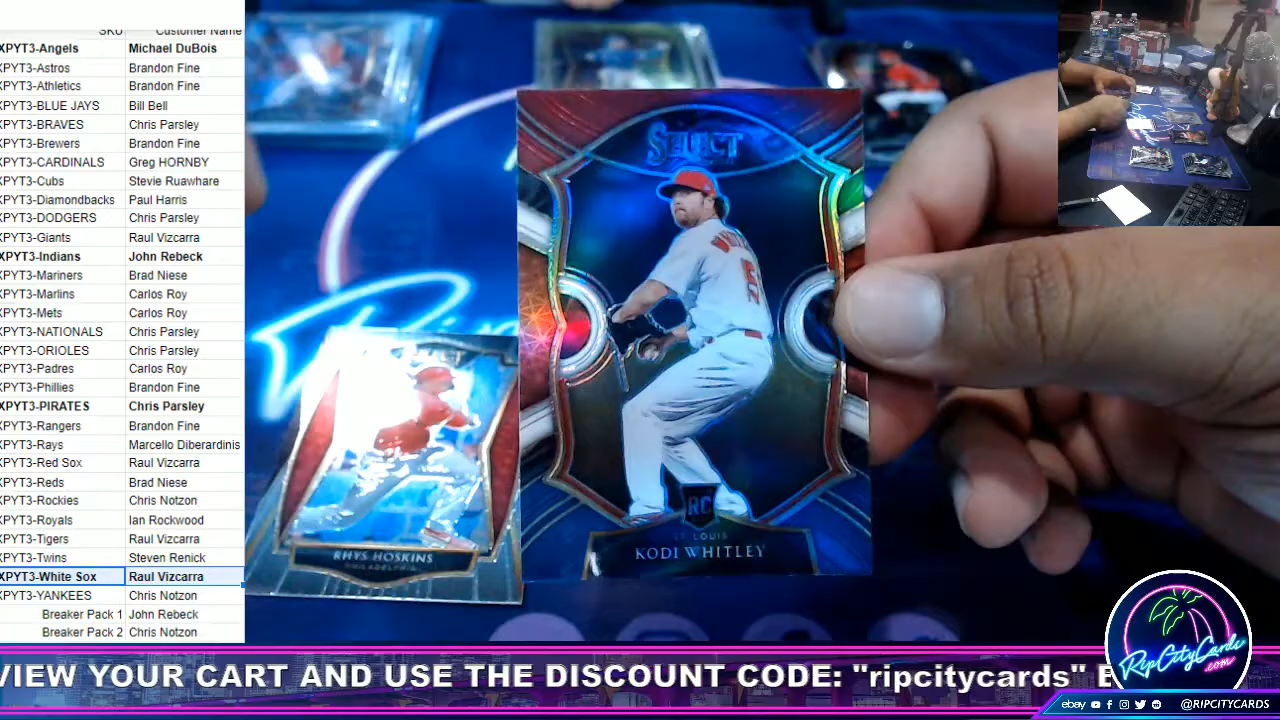 SKU Customer Name
XPYT3-Angels Michael DuBois
XPYT3-Astros Brandon Fine
XPYT3-Athletics Brandon Fine
XPYT3-BLUE JAYS Bill Bell
XPYT3-BRAVES Chris Parsley
XPYT3-Brewers Brandon Fine
XPYT3-CARDINALS Greg HORNBY
XPYT3-Cubs Stevie Ruawhare
XPYT3-Diamondbacks Paul Harris
XPYT3-DODGERS Chris Parsley
XPYT3-Giants Raul Vizcarra
XPYT3-Indians John Rebeck
XPYT3-Mariners Brad Niese
XPYT3-Marlins Carlos Roy
XPYT3-Mets Carlos Roy
XPYT3-NATIONALS Chris Parsley
XPYT3-ORIOLES Chris Parsley
XPYT3-Padres Carlos Roy
XPYT3-Phillies Brandon Fine
XPYT3-PIRATES Chris Parsley
XPYT3-Rangers Brandon Fine
XPYT3-Rays Marcello Diberardinis
XPYT3-Red Sox Raul Vizcarra
XPYT3-Reds Brad Niese
XPYT3-Rockies Chris Notzon
XPYT3-Royals Ian Rockwood
XPYT3-Tigers Raul Vizcarra
XPYT3-Twins Steven Renick
XPYT3-White Sox Raul Vizcarra
XPYT3-YANKEES Chris Notzon
Breaker Pack 1 John Rebeck
Breaker Pack 2 Chris Notzon
SELECT
RC
ST. LOUIS
KODI WHITLEY
RHYS HOSKINS
PHILADELPHIA
VIEW YOUR CART AND USE THE DISCOUNT CODE: "ripcitycards"
RipCityCards
.com
ebay @RIPCITYCARDS